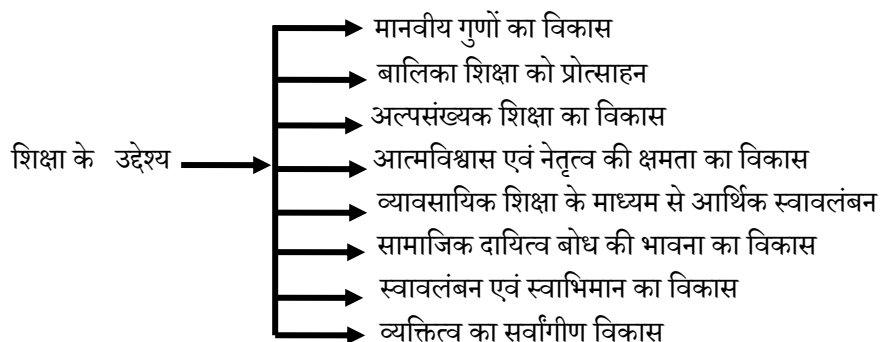 मानवीय गुणों का विकास
बालिका शिक्षा को प्रोत्साहन
अल्पसंख्यक शिक्षा का विकास
शिक्षा के उद्देश्य
आत्मविश्वास एवं नेतृत्व की क्षमता का विकास
व्यावसायिक शिक्षा के माध्यम से आर्थिक स्वावलंबन
सामाजिक दायित्व बोध की भावना का विकास
स्वावलंबन एवं स्वाभिमान का विकास
व्यक्तित्व का सर्वांगीण विकास